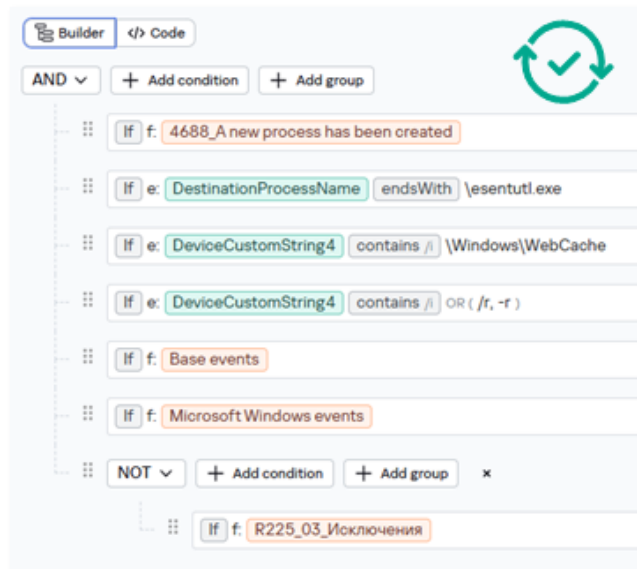 Builder </> Code
AND + Add condition + Add group
If f: 4688_A new process has been created
If e: DestinationProcessName endsWith \esentutl.exe
If e: DeviceCustomString4 contains /i \Windows\WebCache
If e: DeviceCustomString4 contains /i OR ( /r, -r )
If f: Base events
If f: Microsoft Windows events
NOT + Add condition + Add group ×
If f: R225_03_Исключения